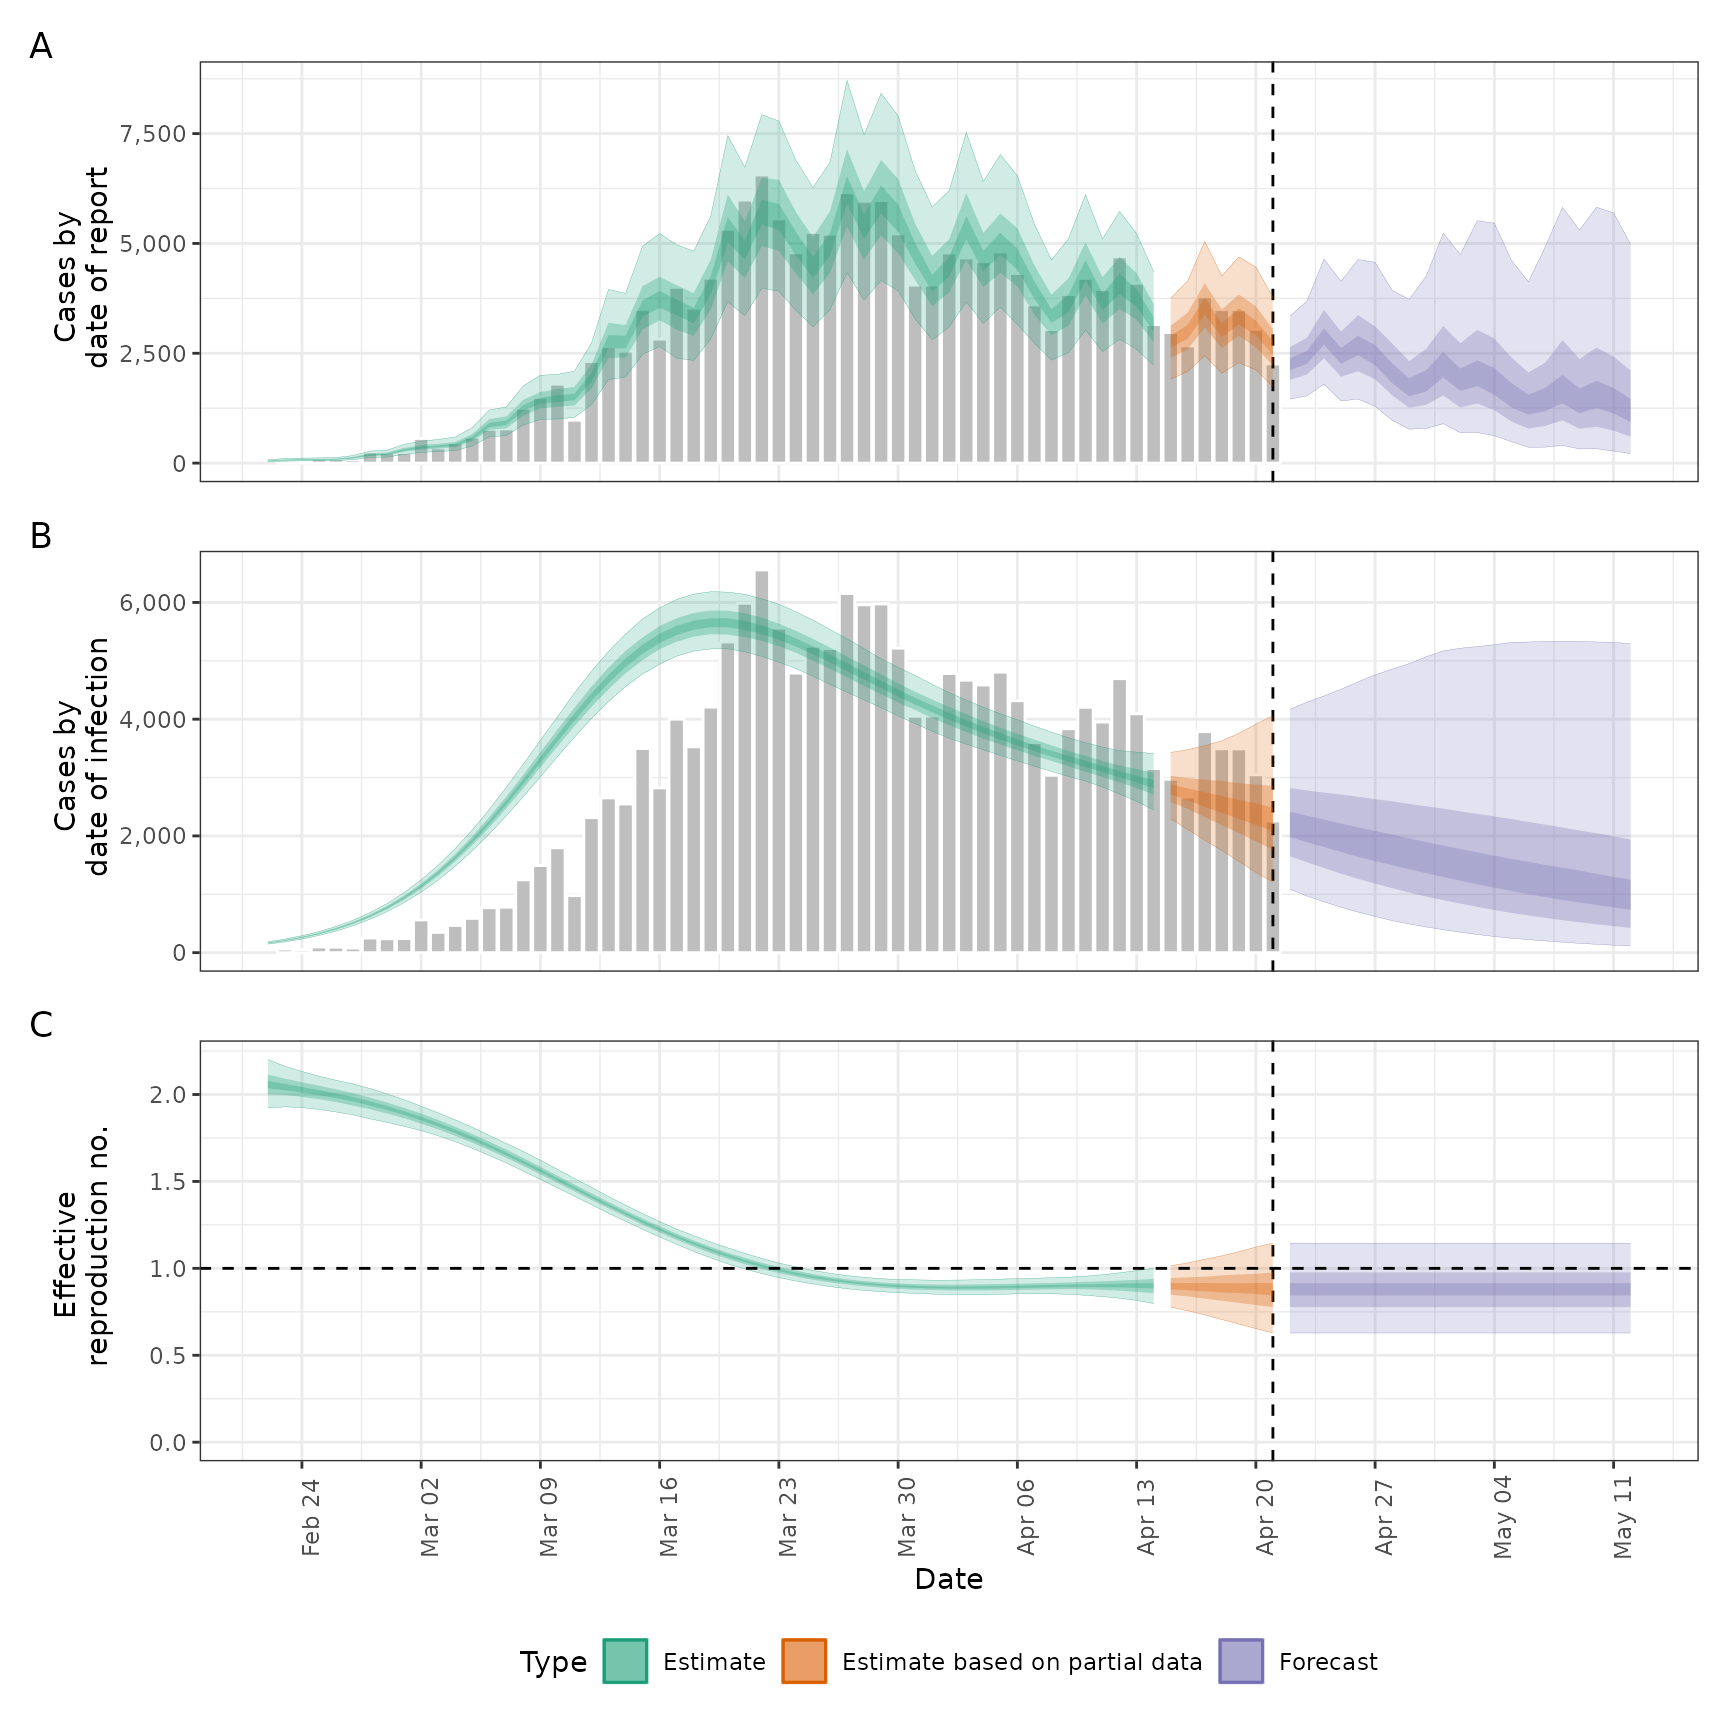 A
7,500
5,000
2,500
0
Cases by
date of report
B
6,000
4,000
2,000
0
Cases by
date of infection
C
2.0
1.5
1.0
0.5
0.0
Effective
reproduction no.
Feb 24
Mar 02
Mar 09
Mar 16
Mar 23
Mar 30
Apr 06
Apr 13
Apr 20
Apr 27
May 04
May 11
Date
Type Estimate Estimate based on partial data Forecast